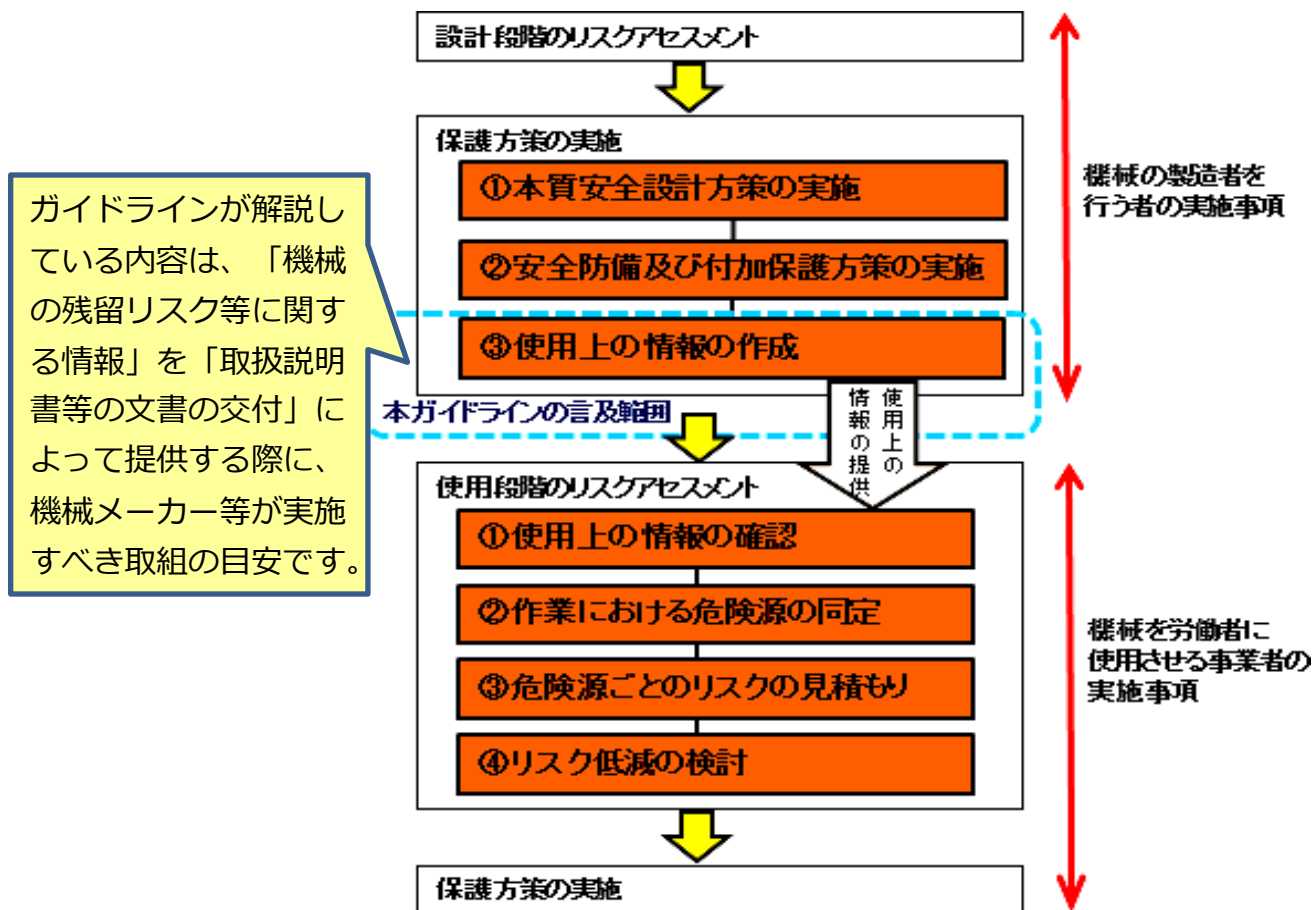 設計段階のリスクアセスメント
保護方策の実施
①本質安全設計方策の実施
②安全防備及び付加保護方策の実施
③使用上の情報の作成
機械の製造者を
行う者の実施事項
ガイドラインが解説し
ている内容は、「機械
の残留リスク等に関す
る情報」を「取扱説明
書等の文書の交付」に
よって提供する際に、
機械メーカー等が実施
すべき取組の目安です。
本ガイドラインの言及範囲
使用上の
情報の提供
使用段階のリスクアセスメント
①使用上の情報の確認
②作業における危険源の同定
③危険源ごとのリスクの見積もり
④リスク低減の検討
機械を労働者に
使用させる事業者の
実施事項
保護方策の実施